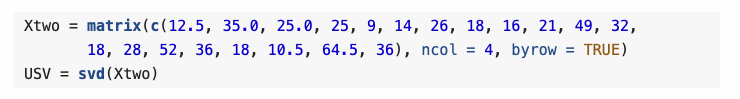 Xtwo = matrix(c(12.5, 35.0, 25.0, 25, 9, 14, 26, 18, 16, 21, 49, 32,
18, 28, 52, 36, 18, 10.5, 64.5, 36), ncol = 4, byrow = TRUE)
USV = svd(Xtwo)